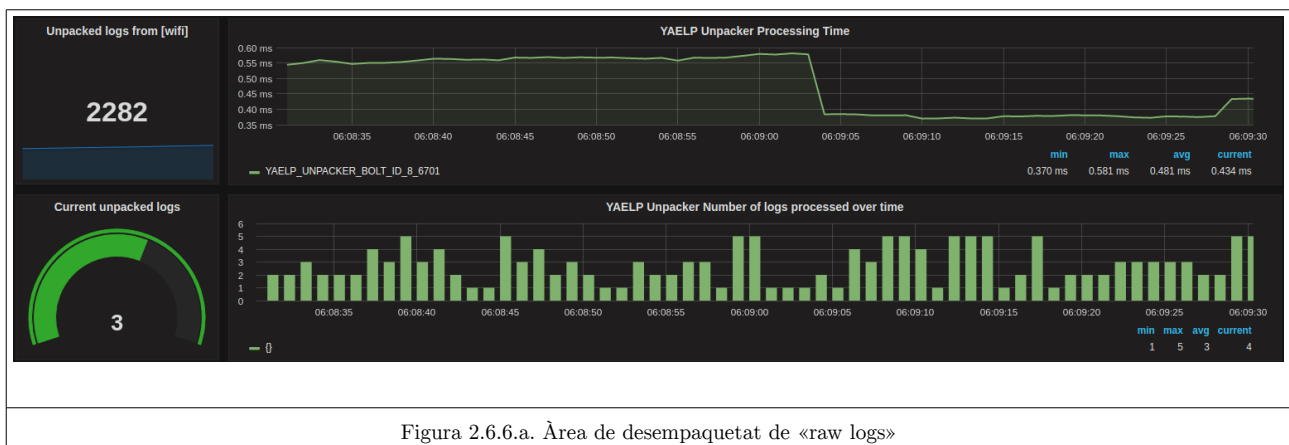 Unpacked logs from [wifi]
2282
YAELP Unpacker Processing Time
0.60 ms
0.55 ms
0.50 ms
0.45 ms
0.40 ms
0.35 ms
06:08:35 06:08:40 06:08:45 06:08:50 06:08:55 06:09:00 06:09:05 06:09:10 06:09:15 06:09:20 06:09:25 06:09:30
min max avg current
YAELP_UNPACKER_BOLT_ID_8_6701 0.370 ms 0.581 ms 0.481 ms 0.434 ms
Current unpacked logs
3
YAELP Unpacker Number of logs processed over time
6
5
4
3
2
1
0
06:08:35 06:08:40 06:08:45 06:08:50 06:08:55 06:09:00 06:09:05 06:09:10 06:09:15 06:09:20 06:09:25 06:09:30
min max avg current
{} 1 5 3 4
Figura 2.6.6.a. Àrea de desempaquetat de «raw logs»